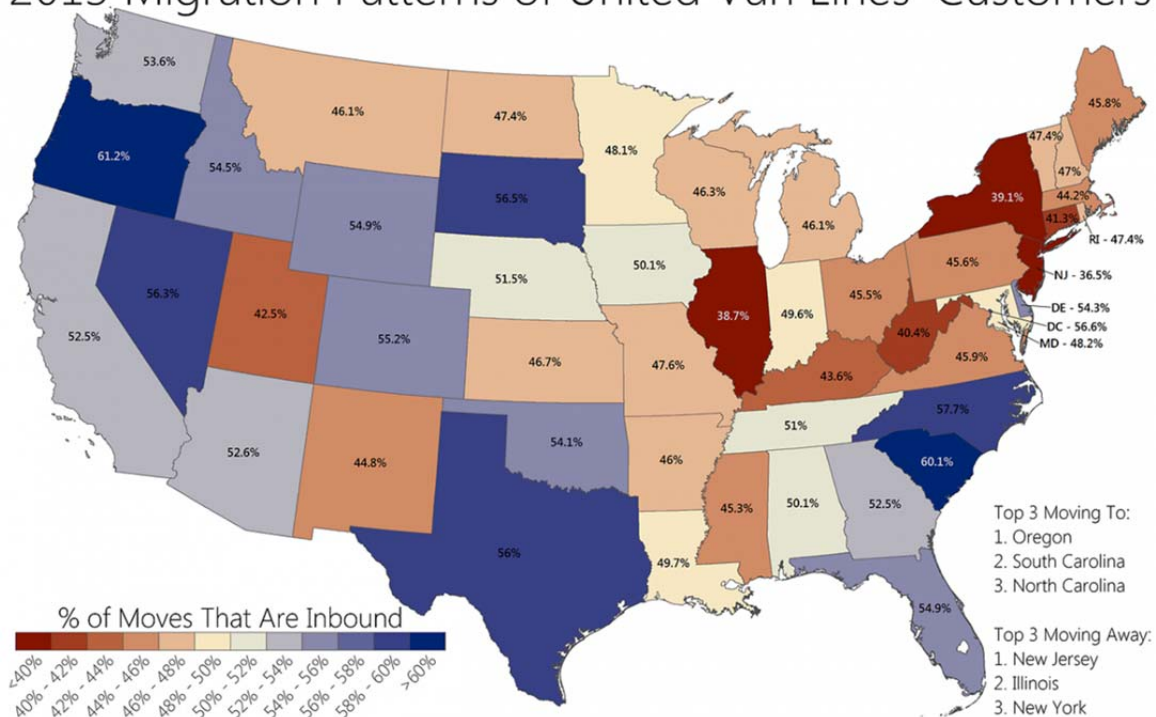 2013 Migration Patterns of United Van Lines' Customers
53.6%
46.1%
47.4%
48.1%
45.8%
47.4%
47%
61.2%
54.5%
56.5%
46.3%
39.1%
44.2%
41.3%
54.9%
46.1%
RI - 47.4%
51.5%
50.1%
45.6%
NJ - 36.5%
56.3%
45.5%
DE - 54.3%
42.5%
38.7%
49.6%
DC - 56.6%
52.5%
55.2%
40.4%
MD - 48.2%
46.7%
47.6%
45.9%
43.6%
57.7%
51%
52.6%
44.8%
54.1%
46%
60.1%
45.3%
50.1%
52.5%
56%
49.7%
54.9%
Top 3 Moving To:
1. Oregon
2. South Carolina
3. North Carolina
Top 3 Moving Away:
1. New Jersey
2. Illinois
3. New York
% of Moves That Are Inbound
<40%
40% - 42%
42% - 44%
44% - 46%
46% - 48%
48% - 50%
50% - 52%
52% - 54%
54% - 56%
56% - 58%
58% - 60%
>60%